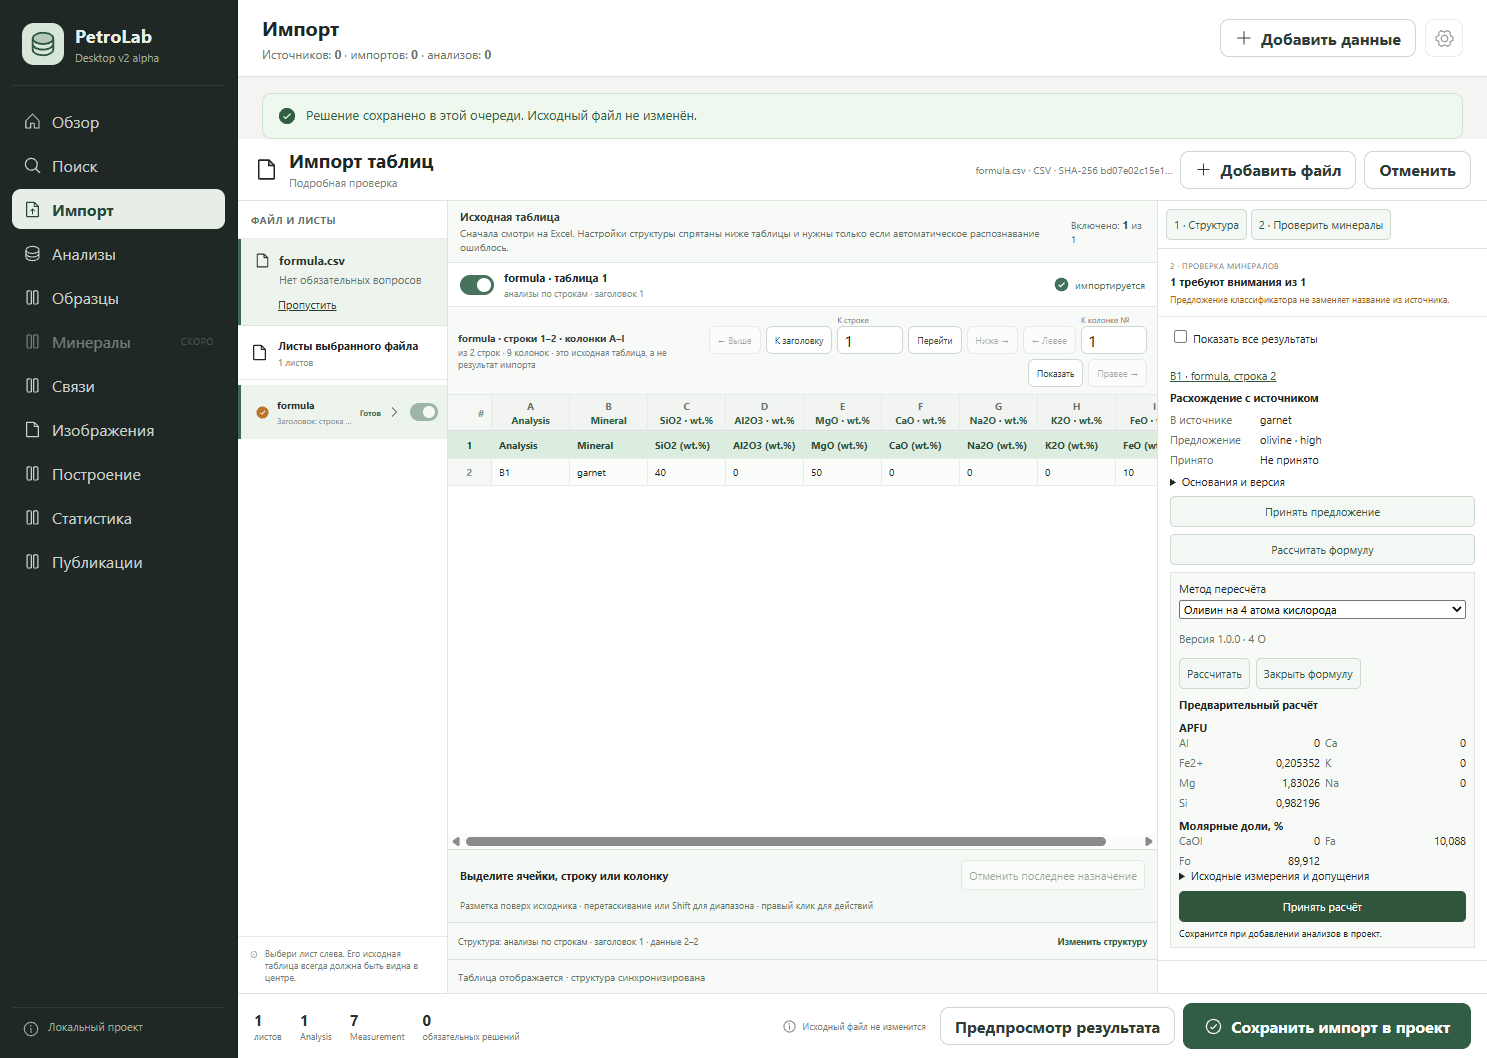 PetroLab
Desktop v2 alpha
Обзор
Поиск
Импорт
Анализы
Образцы
Минералы СКОРО
Связи
Изображения
Построение
Статистика
Публикации
Локальный проект
Импорт
Источников: 0 · импортов: 0 · анализов: 0
Добавить данные
Решение сохранено в этой очереди. Исходный файл не изменён.
Импорт таблиц
Подробная проверка
formula.csv · CSV · SHA-256 bd07e02c15e1...
Добавить файл
Отменить
ФАЙЛ И ЛИСТЫ
formula.csv
Нет обязательных вопросов
Пропустить
Листы выбранного файла
1 листов
formula
Заголовок: строка ...
Готов
Выбери лист слева. Его исходная
таблица всегда должна быть видна в
центре.
Исходная таблица
Сначала смотри на Excel. Настройки структуры спрятаны ниже таблицы и нужны только если автоматическое распознавание
ошиблось.
Включено: 1 из
1
formula · таблица 1
анализы по строкам · заголовок 1
импортируется
formula · строки 1–2 · колонки A–I
из 2 строк · 9 колонок · это исходная таблица, а не
результат импорта
← Выше
К заголовку
К строке
1
Перейти
Ниже →
← Левее
К колонке №
1
Показать
Правее →
# A B C D E F G H I
Analysis Mineral SiO2 · wt.% Al2O3 · wt.% MgO · wt.% CaO · wt.% Na2O · wt.% K2O · wt.% FeO ·
1 Analysis Mineral SiO2 (wt.%) Al2O3 (wt.%) MgO (wt.%) CaO (wt.%) Na2O (wt.%) K2O (wt.%) FeO (wt
2 B1 garnet 40 0 50 0 0 0 10
Выделите ячейки, строку или колонку
Отменить последнее назначение
Разметка поверх исходника · перетаскивание или Shift для диапазона · правый клик для действий
Структура: анализы по строкам · заголовок 1 · данные 2–2
Изменить структуру
Таблица отображается · структура синхронизирована
1 · Структура
2 · Проверить минералы
2 · ПРОВЕРКА МИНЕРАЛОВ
1 требуют внимания из 1
Предложение классификатора не заменяет название из источника.
Показать все результаты
B1 · formula, строка 2
Расхождение с источником
В источнике garnet
Предложение olivine · high
Принято Не принято
Основания и версия
Принять предложение
Рассчитать формулу
Метод пересчёта
Оливин на 4 атома кислорода
Версия 1.0.0 · 4 O
Рассчитать
Закрыть формулу
Предварительный расчёт
APFU
Al 0 Ca 0
Fe2+ 0,205352 K 0
Mg 1,83026 Na 0
Si 0,982196
Молярные доли, %
CaOl 0 Fa 10,088
Fo 89,912
Исходные измерения и допущения
Принять расчёт
Сохранится при добавлении анализов в проект.
1 1 7 0
листов Analysis Measurement обязательных решений
Исходный файл не изменится
Предпросмотр результата
Сохранить импорт в проект